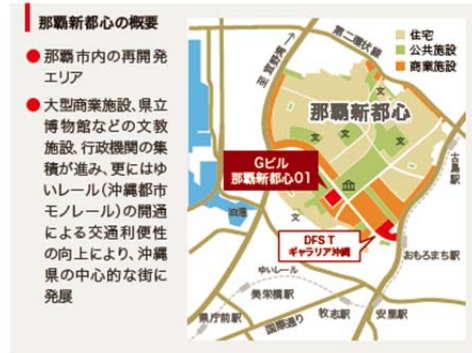 那覇新都心の概要
● 那覇市内の再開発
エリア
● 大型商業施設、県立
博物館などの文教
施設、行政機関の集
積が進み、更にはゆ
いレール(沖縄都市
モノレール)の開通
による交通利便性
の向上により、沖縄
県の中心的な街に
発展
住宅
公共施設
商業施設
第二環状線
至 宜野湾
那覇新都心
文
文
文
文
Gビル
那覇新都心01
古島駅
泊港
DFS T
ギャラリア沖縄
おもろまち駅
ゆいレール
美栄橋駅
県庁前駅
国際通り
牧志駅
安里駅